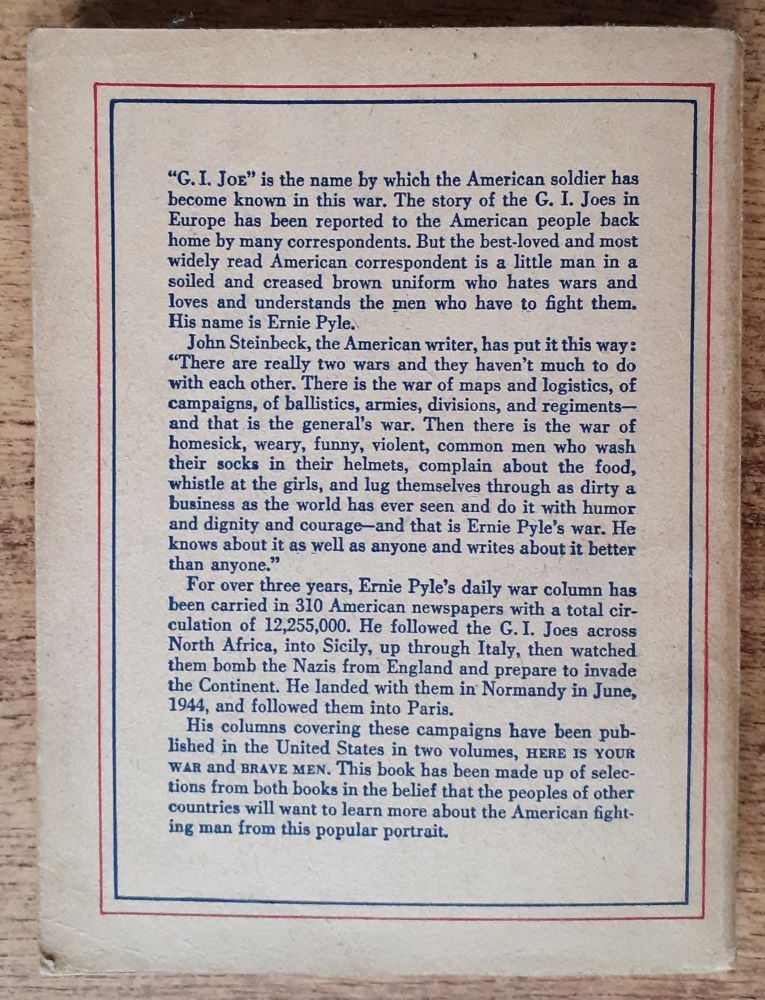 “G. I. JOE” is the name by which the American soldier has
become known in this war. The story of the G. I. Joes in
Europe has been reported to the American people back
home by many correspondents. But the best-loved and most
widely read American correspondent is a little man in a
soiled and creased brown uniform who hates wars and
loves and understands the men who have to fight them.
His name is Ernie Pyle.
John Steinbeck, the American writer, has put it this way:
“There are really two wars and they haven’t much to do
with each other. There is the war of maps and logistics, of
campaigns, of ballistics, armies, divisions, and regiments—
and that is the general’s war. Then there is the war of
homesick, weary, funny, violent, common men who wash
their socks in their helmets, complain about the food,
whistle at the girls, and lug themselves through as dirty a
business as the world has ever seen and do it with humor
and dignity and courage—and that is Ernie Pyle’s war. He
knows about it as well as anyone and writes about it better
than anyone.”
For over three years, Ernie Pyle’s daily war column has
been carried in 310 American newspapers with a total cir-
culation of 12,255,000. He followed the G. I. Joes across
North Africa, into Sicily, up through Italy, then watched
them bomb the Nazis from England and prepare to invade
the Continent. He landed with them in Normandy in June,
1944, and followed them into Paris.
His columns covering these campaigns have been pub-
lished in the United States in two volumes, HERE IS YOUR
WAR and BRAVE MEN. This book has been made up of selec-
tions from both books in the belief that the peoples of other
countries will want to learn more about the American fight-
ing man from this popular portrait.